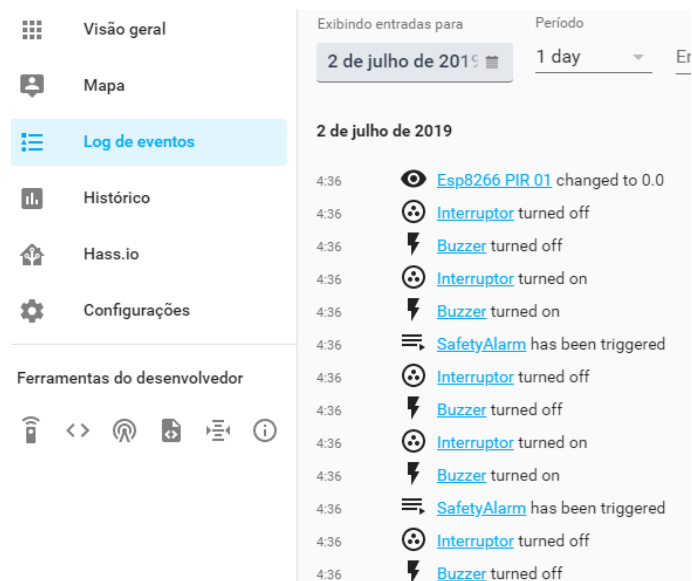 Visão geral
Mapa
Log de eventos
Histórico
Hass.io
Configurações
Ferramentas do desenvolvedor
Exibindo entradas para
2 de julho de 2019
Período
1 day
2 de julho de 2019
4:36 Esp8266 PIR 01 changed to 0.0
4:36 Interruptor turned off
4:36 Buzzer turned off
4:36 Interruptor turned on
4:36 Buzzer turned on
4:36 SafetyAlarm has been triggered
4:36 Interruptor turned off
4:36 Buzzer turned off
4:36 Interruptor turned on
4:36 Buzzer turned on
4:36 SafetyAlarm has been triggered
4:36 Interruptor turned off
4:36 Buzzer turned off